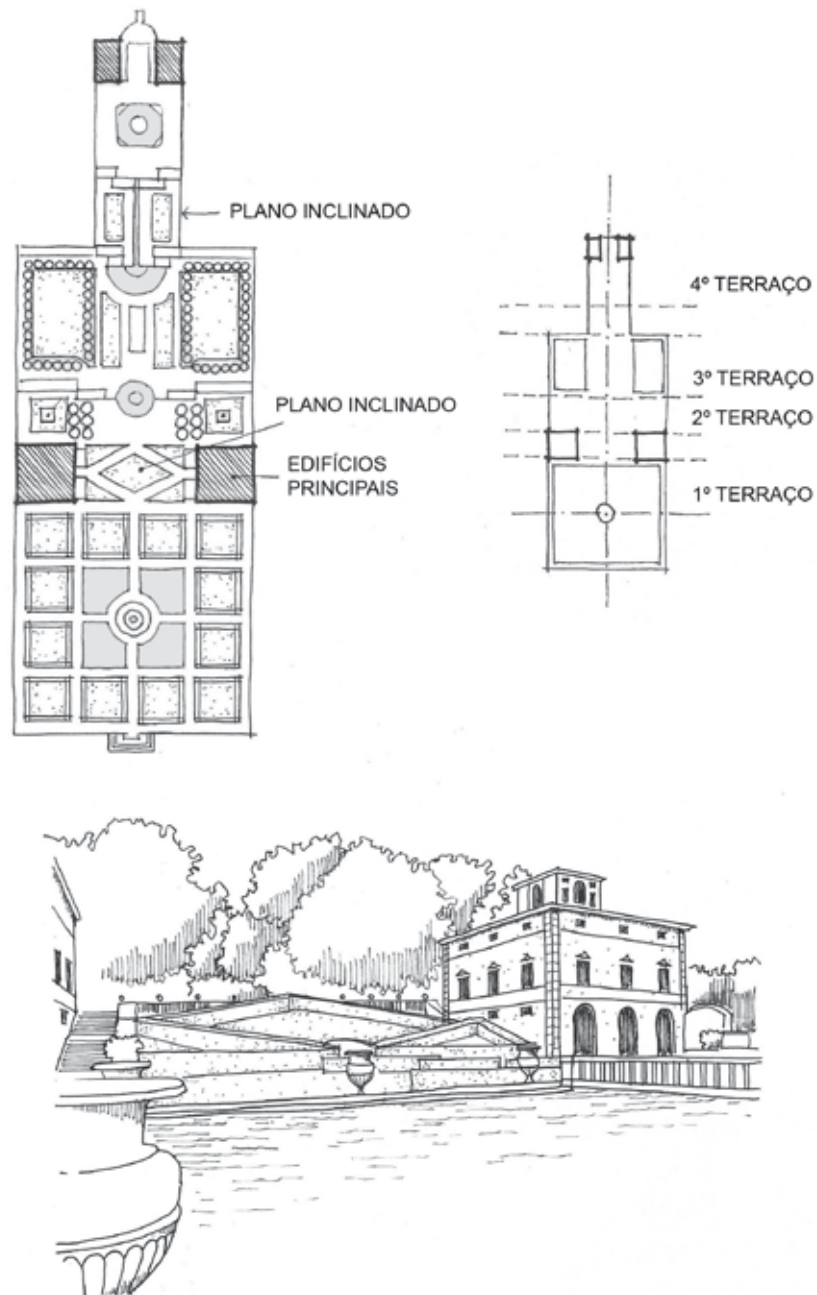 PLANO INCLINADO
4º TERRAÇO
3º TERRAÇO
2º TERRAÇO
1º TERRAÇO
PLANO INCLINADO
EDIFÍCIOS
PRINCIPAIS